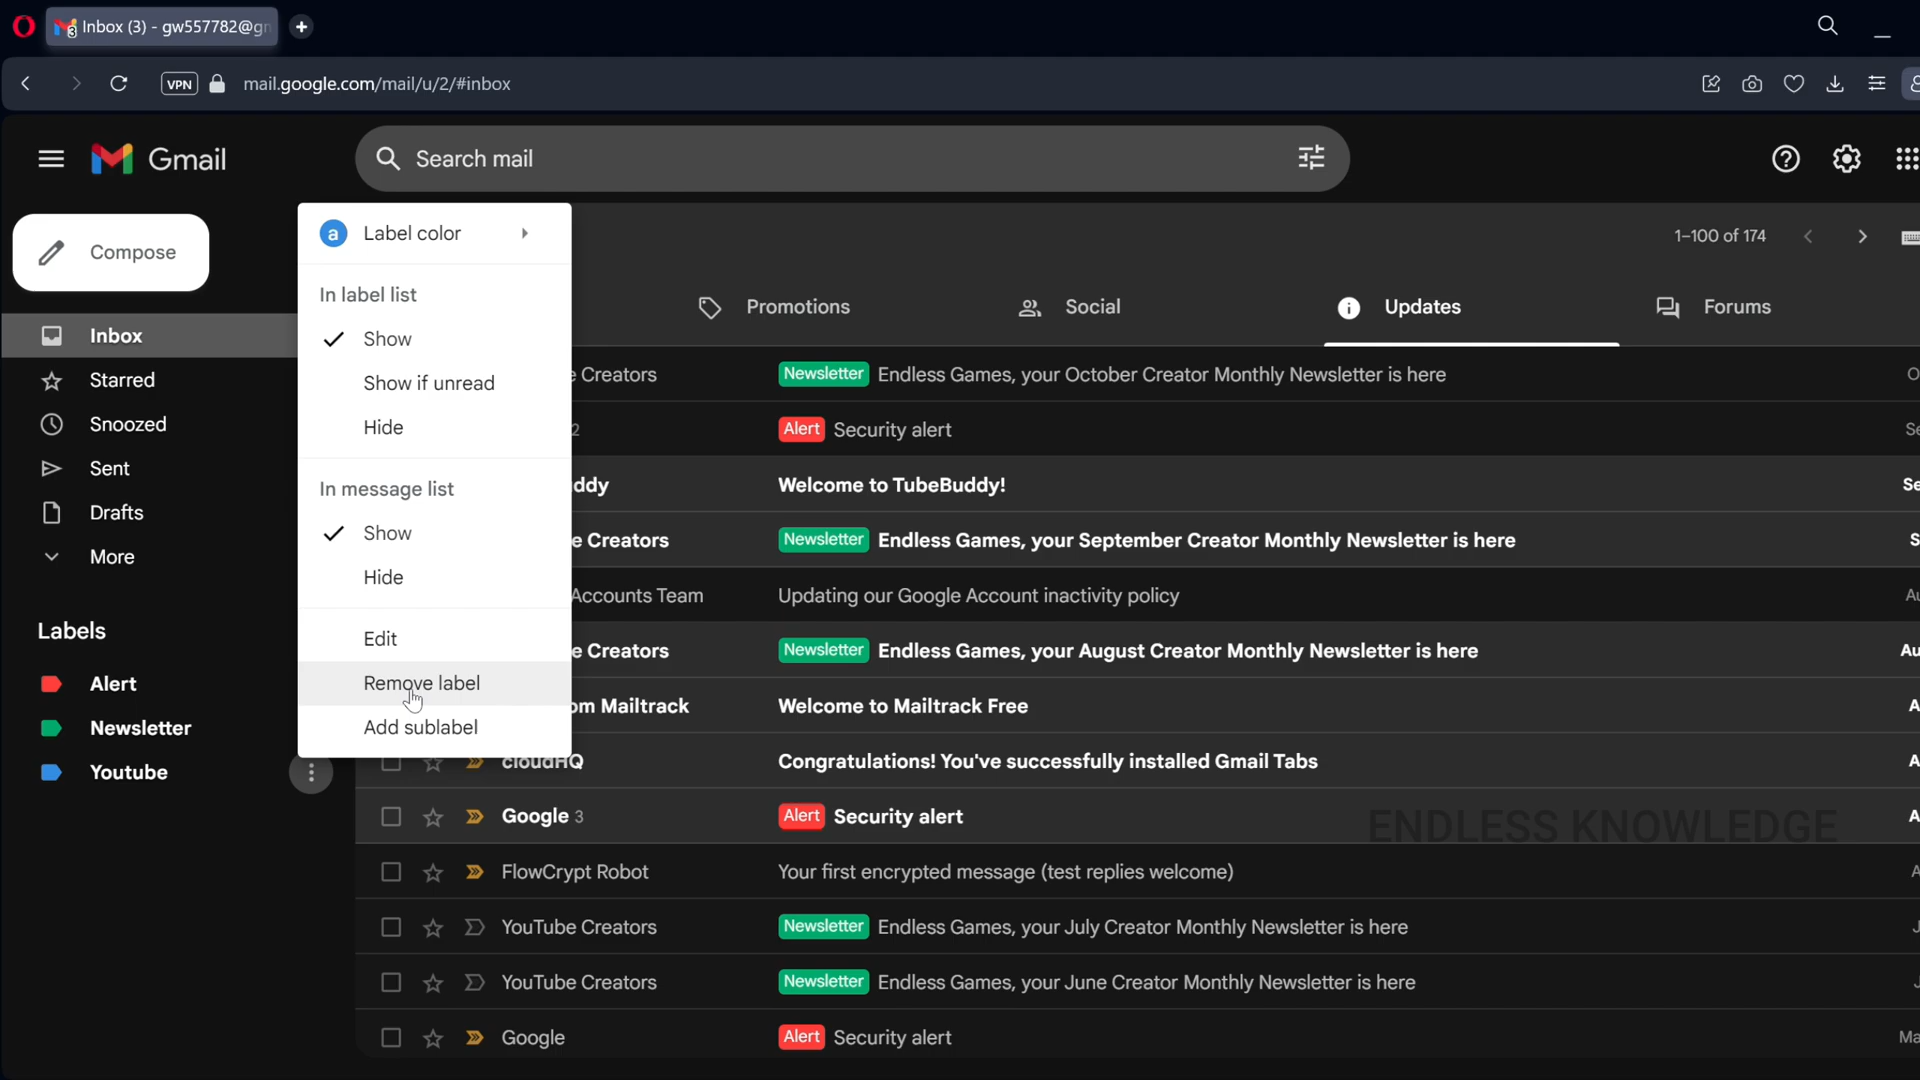 Inbox (3) - gw557782@g
VPN mail.google.com/mail/u/2/#inbox
Gmail
Search mail
Compose
Inbox
Starred
Snoozed
Sent
Drafts
More
Labels
Alert
Newsletter
Youtube
a Label color
In label list
Show
Show if unread
Hide
In message list
Show
Hide
Edit
Remove label
Add sublabel
1–100 of 174
Promotions
Social
Updates
Forums
e Creators Newsletter Endless Games, your October Creator Monthly Newsletter is here
2 Alert Security alert
ddy Welcome to TubeBuddy! Se
e Creators Newsletter Endless Games, your September Creator Monthly Newsletter is here S
Accounts Team Updating our Google Account inactivity policy Au
e Creators Newsletter Endless Games, your August Creator Monthly Newsletter is here Au
om Mailtrack Welcome to Mailtrack Free A
cloudHQ Congratulations! You've successfully installed Gmail Tabs A
Google 3 Alert Security alert A
FlowCrypt Robot Your first encrypted message (test replies welcome) A
YouTube Creators Newsletter Endless Games, your July Creator Monthly Newsletter is here J
YouTube Creators Newsletter Endless Games, your June Creator Monthly Newsletter is here J
Google Alert Security alert Ma
ENDLESS KNOWLEDGE